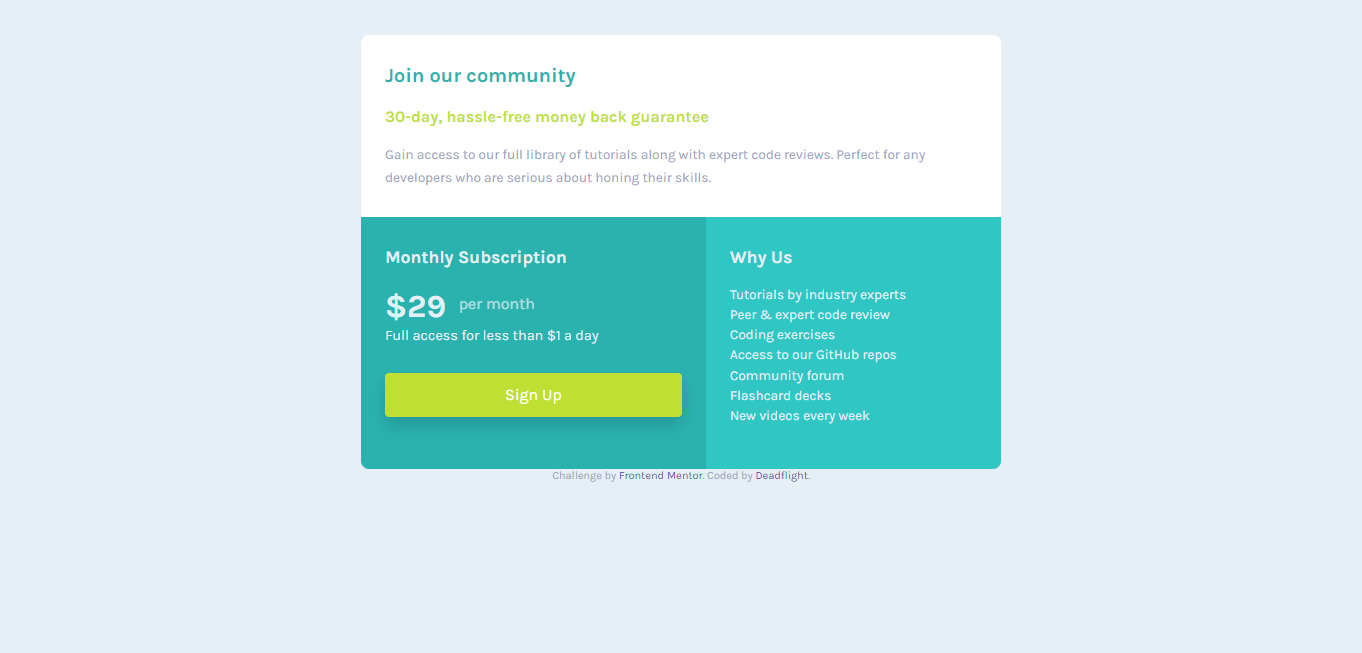 Join our community
30-day, hassle-free money back guarantee
Gain access to our full library of tutorials along with expert code reviews. Perfect for any
developers who are serious about honing their skills.
Monthly Subscription
$29 per month
Full access for less than $1 a day
Sign Up
Why Us
Tutorials by industry experts
Peer & expert code review
Coding exercises
Access to our GitHub repos
Community forum
Flashcard decks
New videos every week
Challenge by Frontend Mentor. Coded by Deadflight.